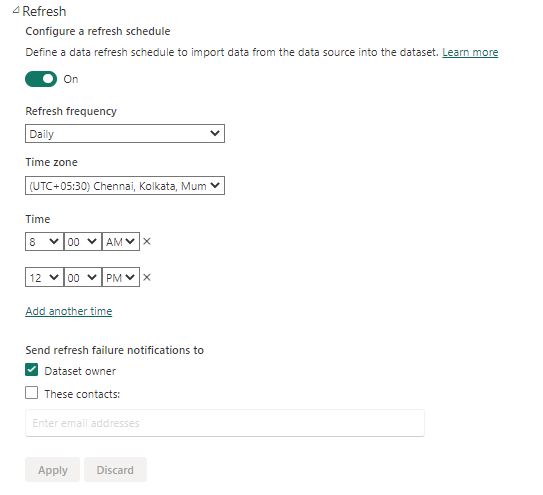 Refresh
Configure a refresh schedule
Define a data refresh schedule to import data from the data source into the dataset. Learn more
On
Refresh frequency
Daily
Time zone
(UTC+05:30) Chennai, Kolkata, Mum
Time
8 00 AM
12 00 PM
Add another time
Send refresh failure notifications to
Dataset owner
These contacts:
Enter email addresses
Apply Discard